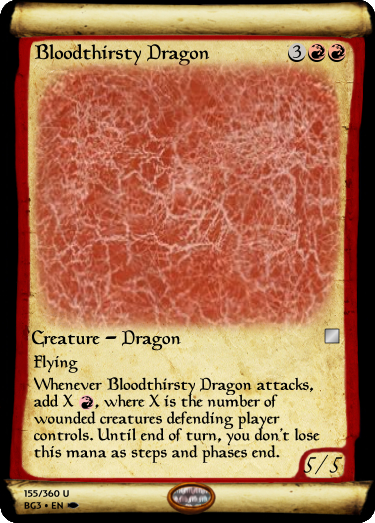 Bloodthirsty Dragon 3
Creature – Dragon
Flying
Whenever Bloodthirsty Dragon attacks,
add X , where X is the number of
wounded creatures defending player
controls. Until end of turn, you don't lose
this mana as steps and phases end.
5/5
155/360 U
BG3 • EN